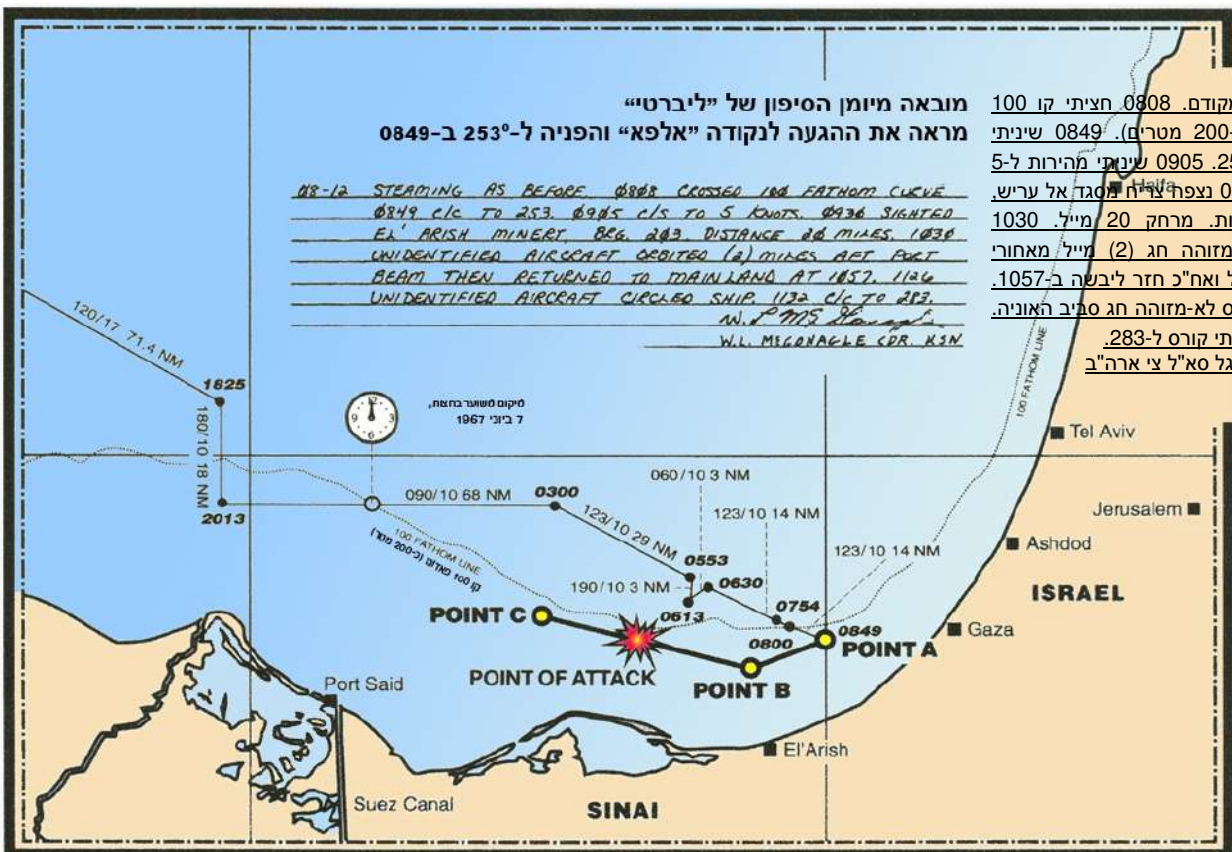 מובאה מיומן הסיפון של "ליברטי"
מראה את ההגעה לנקודה "אלפא" והפניה ל-253º ב-0849
08-12 STEAMING AS BEFORE. 0808 CROSSED 100 FATHOM CURVE
0849 C/C TO 253. 0905 C/S TO 5 KNOTS. 0930 SIGHTED
EL' ARISH MINERT, BRG. 203. DISTANCE 20 MILES. 1030
UNIDENTIFIED AIRCRAFT ORBITED (2) MILES AFT PORT
BEAM THEN RETURNED TO MAINLAND AT 1057. 1126
UNIDENTIFIED AIRCRAFT CIRCLED SHIP. 1132 C/C TO 283.
W.L. MCGONAGLE CDR. USN
מקודם. 0808 חציתי קו 100
-200 מטרים). 0849 שיניתי
25. 0905 שיניתי מהירות ל-5
0 נצפה צריח מסגד אל עריש,
ות. מרחק 20 מייל. 1030
מזוהה חג (2) מייל מאחורי
ל ואח"כ חזר ליבשה ב-1057.
ס לא-מזוהה חג סביב האוניה.
תי קורס ל-283.
גל סא"ל צי ארה"ב
120/17 71.4 NM
1825
180/10 18 NM
2013
12
3
6
9
מיקום משוער בחצות,
7 ביוני 1967
090/10 68 NM
0300
100 FATHOM LINE
קו 100 פאדום (כ-200 מטר)
123/10 29 NM
0553
060/10 3 NM
190/10 3 NM
0613
0630
123/10 14 NM
0754
0800
123/10 14 NM
0849
POINT A
POINT B
POINT C
POINT OF ATTACK
100 FATHOM LINE
Haifa
Tel Aviv
Jerusalem
Ashdod
ISRAEL
Gaza
El'Arish
Port Said
Suez Canal
SINAI